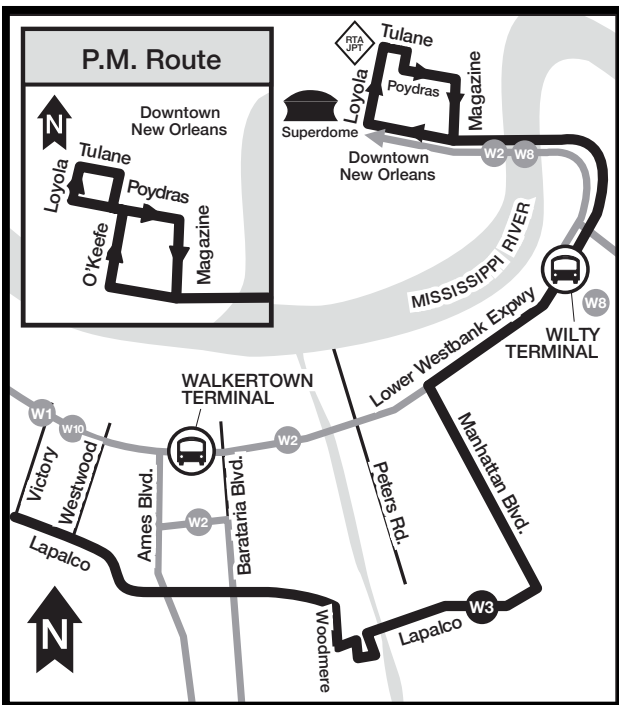 P.M. Route
N
Downtown
New Orleans
Loyola
Tulane
Poydras
O'Keefe
Magazine
RTA
JPT
Tulane
Loyola
Poydras
Magazine
Superdome
Downtown
New Orleans
W2
W8
MISSISSIPPI RIVER
W8
WILTY
TERMINAL
Lower Westbank Expwy
WALKERTOWN
TERMINAL
W1
W10
W2
Victory
Westwood
Ames Blvd.
W2
Barataria Blvd.
Peters Rd.
Manhattan Blvd.
Lapalco
N
Woodmere
Lapalco
W3